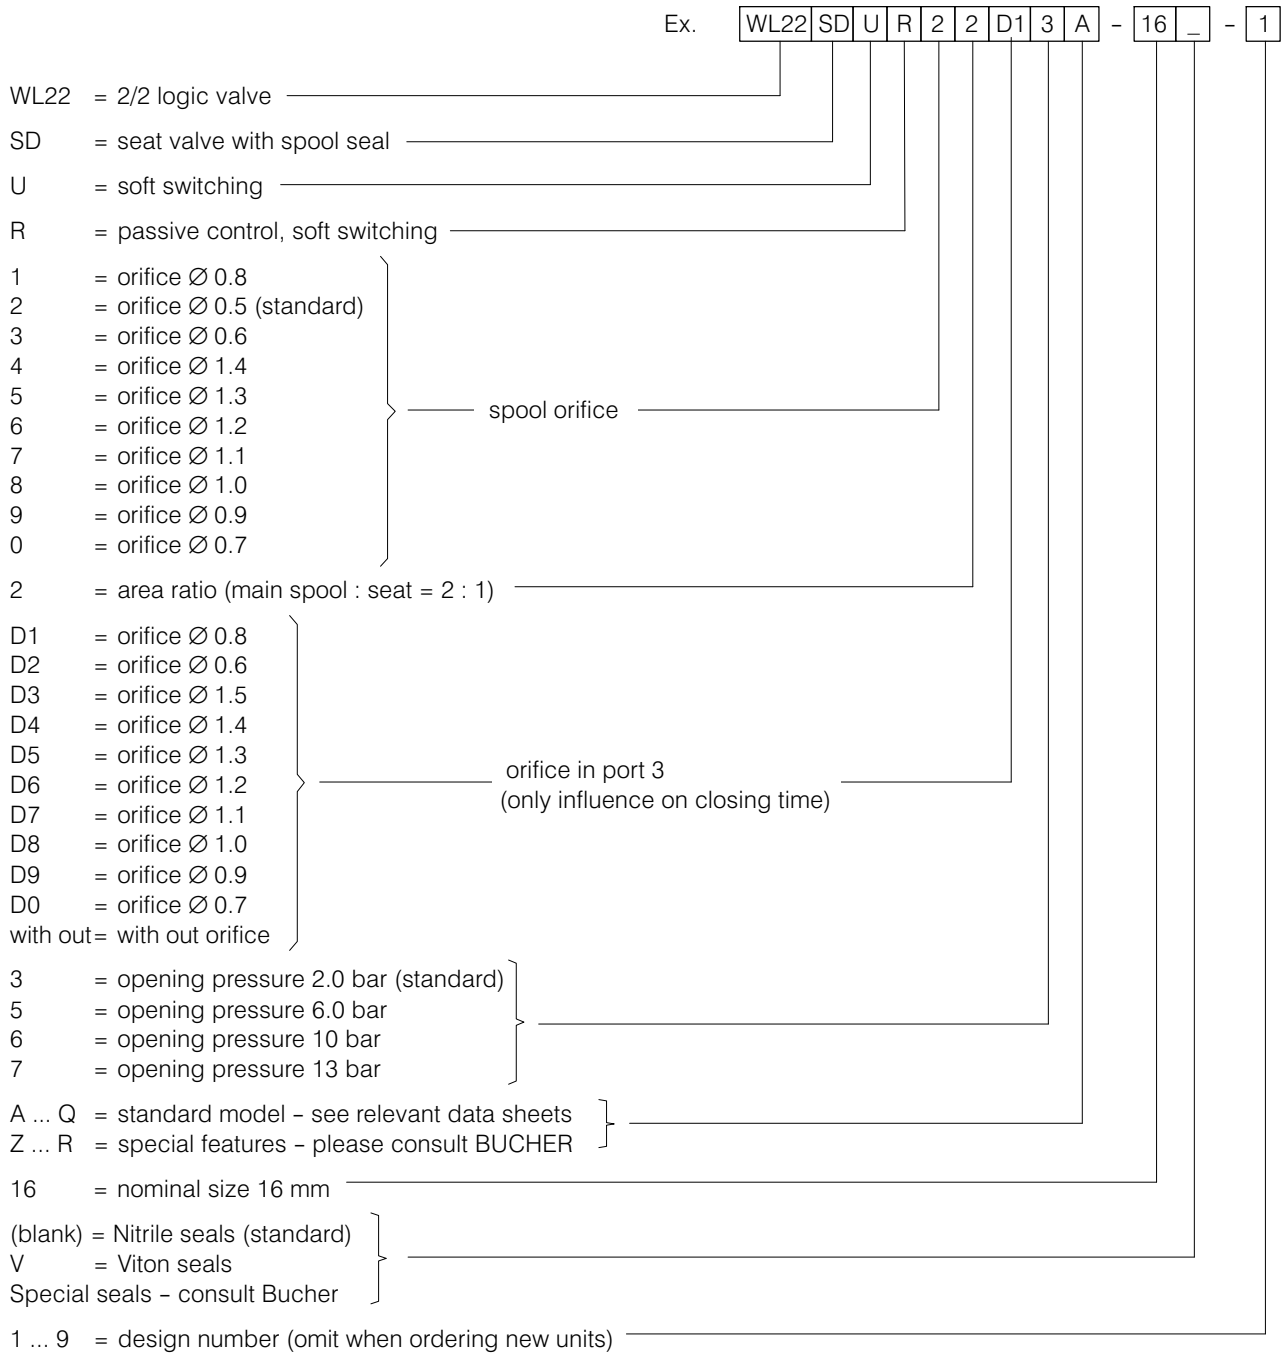 Ex. WL22 SD U R 2 2 D1 3 A - 16 _ - 1
WL22 = 2/2 logic valve
SD = seat valve with spool seal
U = soft switching
R = passive control, soft switching
1 = orifice ∅ 0.8
2 = orifice ∅ 0.5 (standard)
3 = orifice ∅ 0.6
4 = orifice ∅ 1.4
5 = orifice ∅ 1.3
6 = orifice ∅ 1.2
7 = orifice ∅ 1.1
8 = orifice ∅ 1.0
9 = orifice ∅ 0.9
0 = orifice ∅ 0.7
spool orifice
2 = area ratio (main spool : seat = 2 : 1)
D1 = orifice ∅ 0.8
D2 = orifice ∅ 0.6
D3 = orifice ∅ 1.5
D4 = orifice ∅ 1.4
D5 = orifice ∅ 1.3
D6 = orifice ∅ 1.2
D7 = orifice ∅ 1.1
D8 = orifice ∅ 1.0
D9 = orifice ∅ 0.9
D0 = orifice ∅ 0.7
with out= with out orifice
orifice in port 3
(only influence on closing time)
3 = opening pressure 2.0 bar (standard)
5 = opening pressure 6.0 bar
6 = opening pressure 10 bar
7 = opening pressure 13 bar
A ... Q = standard model – see relevant data sheets
Z ... R = special features – please consult BUCHER
16 = nominal size 16 mm
(blank) = Nitrile seals (standard)
V = Viton seals
Special seals – consult Bucher
1 ... 9 = design number (omit when ordering new units)